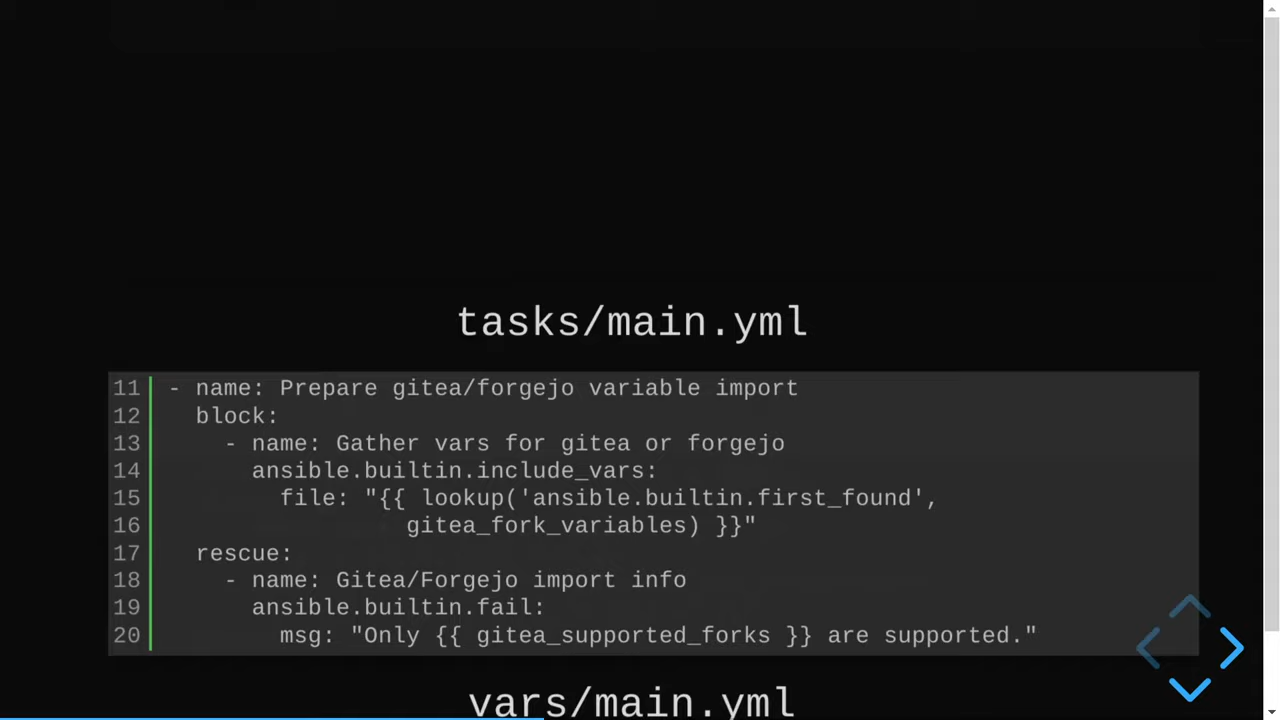 tasks/main.yml
11 - name: Prepare gitea/forgejo variable import
12   block:
13     - name: Gather vars for gitea or forgejo
14       ansible.builtin.include_vars:
15         file: "{{ lookup('ansible.builtin.first_found',
16                  gitea_fork_variables) }}"
17   rescue:
18     - name: Gitea/Forgejo import info
19       ansible.builtin.fail:
20         msg: "Only {{ gitea_supported_forks }} are supported."
vars/main.yml